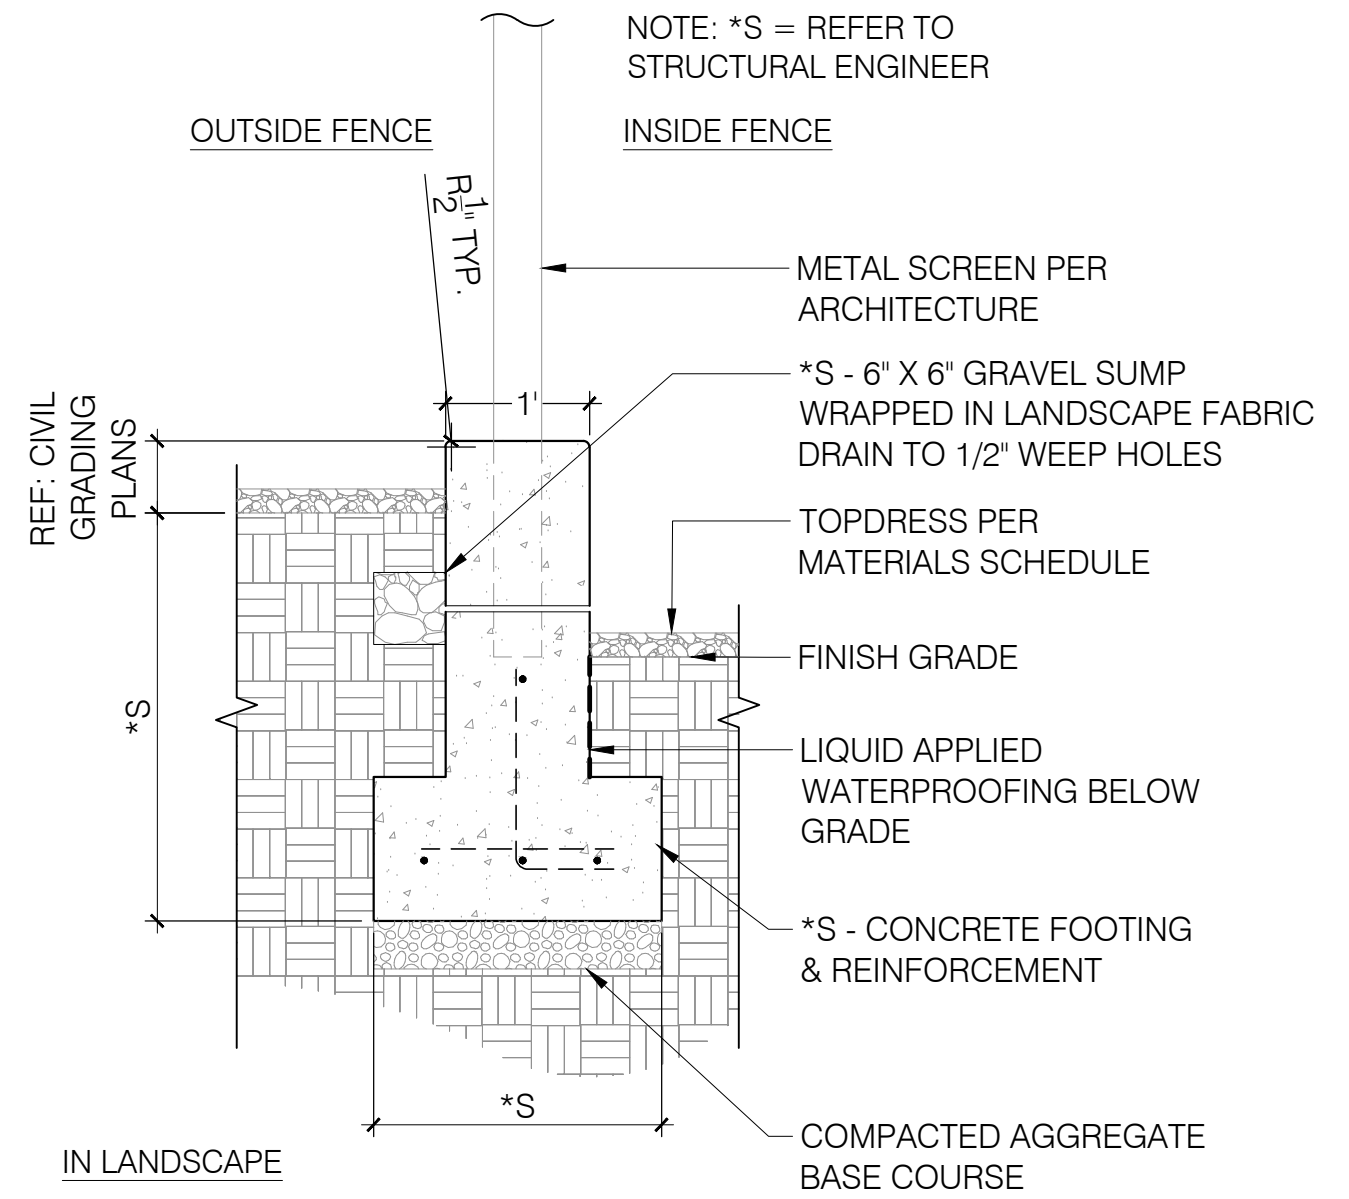 NOTE: *S = REFER TO
STRUCTURAL ENGINEER
OUTSIDE FENCE
INSIDE FENCE
R1/2" TYP.
METAL SCREEN PER
ARCHITECTURE
*S - 6" X 6" GRAVEL SUMP
WRAPPED IN LANDSCAPE FABRIC
DRAIN TO 1/2" WEEP HOLES
1'
REF: CIVIL
GRADING
PLANS
TOPDRESS PER
MATERIALS SCHEDULE
FINISH GRADE
*S
LIQUID APPLIED
WATERPROOFING BELOW
GRADE
*S - CONCRETE FOOTING
& REINFORCEMENT
*S
COMPACTED AGGREGATE
BASE COURSE
IN LANDSCAPE